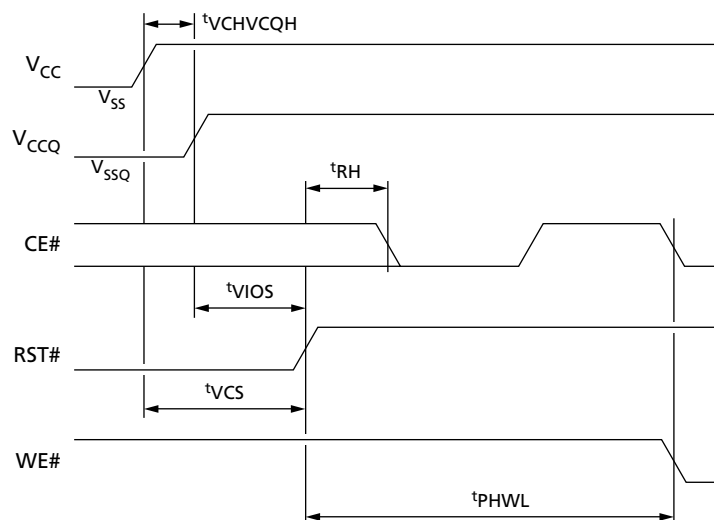 tVCHVCQH
VCC
VSS
VCCQ
VSSQ
tRH
CE#
tVIOS
RST#
tVCS
WE#
tPHWL